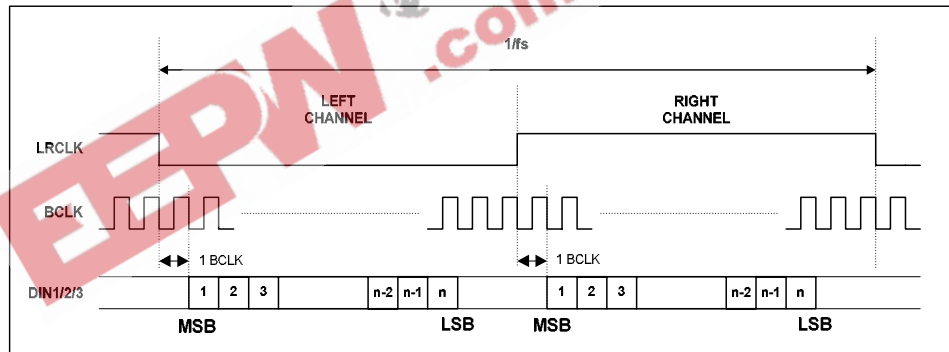 EEPW.com
1/fs
LEFT
CHANNEL
RIGHT
CHANNEL
LRCLK
BCLK
1 BCLK
1 BCLK
DIN1/2/3
1 2 3 n-2 n-1 n 1 2 3 n-2 n-1 n
MSB LSB MSB LSB